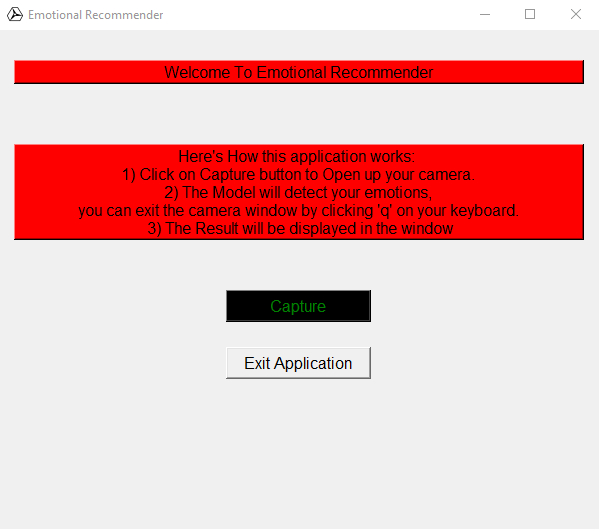 Emotional Recommender
Welcome To Emotional Recommender
Here's How this application works:
1) Click on Capture button to Open up your camera.
2) The Model will detect your emotions,
you can exit the camera window by clicking 'q' on your keyboard.
3) The Result will be displayed in the window
Capture
Exit Application